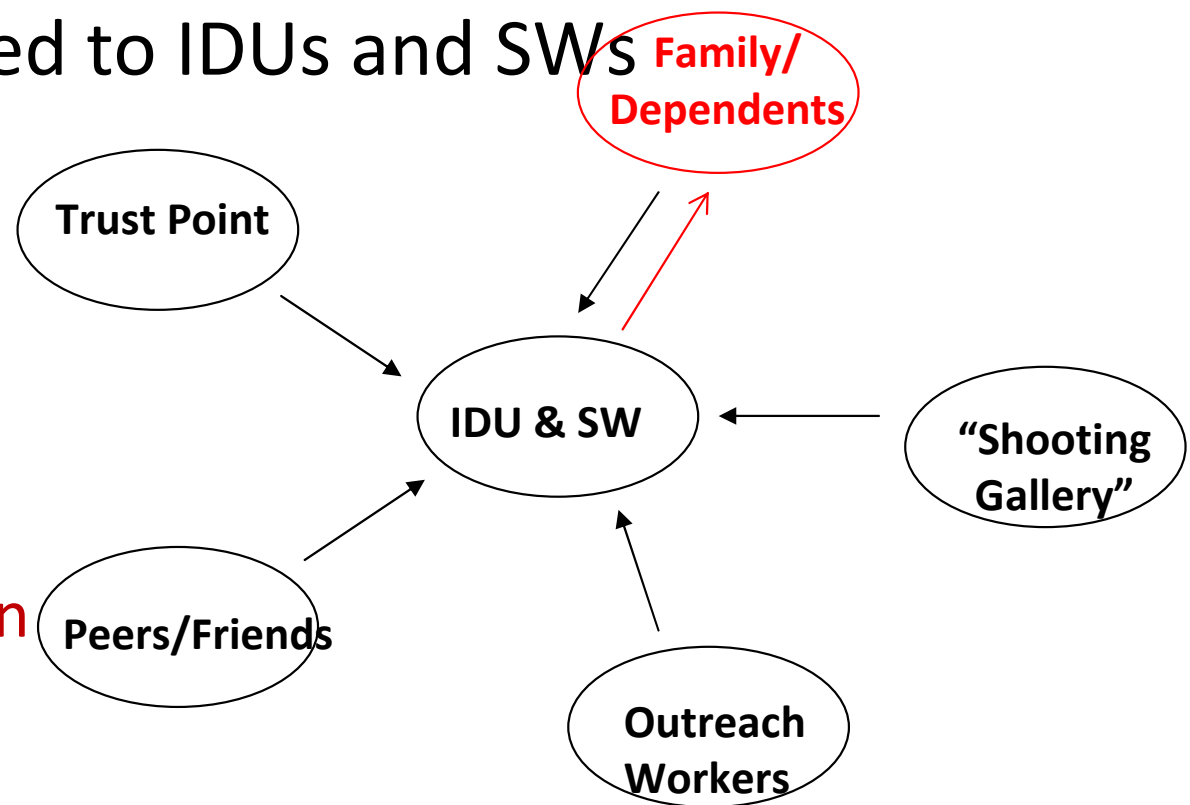 ed to IDUs and SWs
Family/
Dependents
Trust Point
IDU & SW
“Shooting
Gallery”
n
Peers/Friends
Outreach
Workers